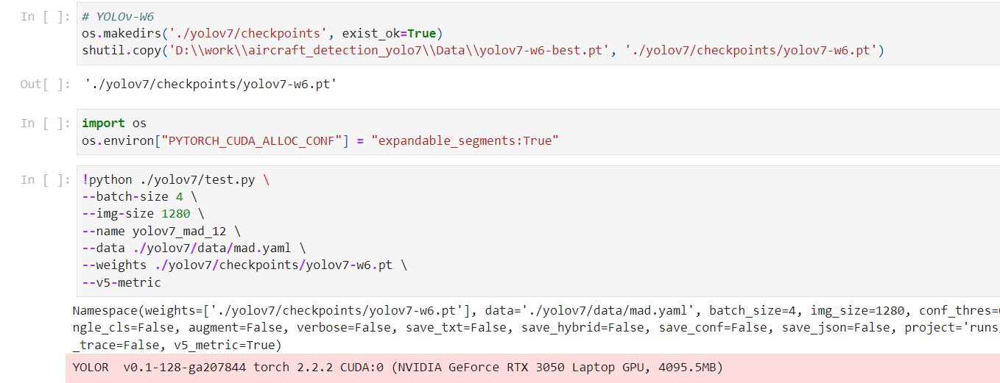 In [ ]: # YOLOv-W6
os.makedirs('./yolov7/checkpoints', exist_ok=True)
shutil.copy('D:\\work\\aircraft_detection_yolo7\\Data\\yolov7-w6-best.pt', './yolov7/checkpoints/yolov7-w6.pt')
Out[ ]: './yolov7/checkpoints/yolov7-w6.pt'
In [ ]: import os
os.environ["PYTORCH_CUDA_ALLOC_CONF"] = "expandable_segments:True"
In [ ]: !python ./yolov7/test.py \
--batch-size 4 \
--img-size 1280 \
--name yolov7_mad_12 \
--data ./yolov7/data/mad.yaml \
--weights ./yolov7/checkpoints/yolov7-w6.pt \
--v5-metric
Namespace(weights=['./yolov7/checkpoints/yolov7-w6.pt'], data='./yolov7/data/mad.yaml', batch_size=4, img_size=1280, conf_thres=
ngle_cls=False, augment=False, verbose=False, save_txt=False, save_hybrid=False, save_conf=False, save_json=False, project='runs
_trace=False, v5_metric=True)
YOLOR  v0.1-128-ga207844 torch 2.2.2 CUDA:0 (NVIDIA GeForce RTX 3050 Laptop GPU, 4095.5MB)